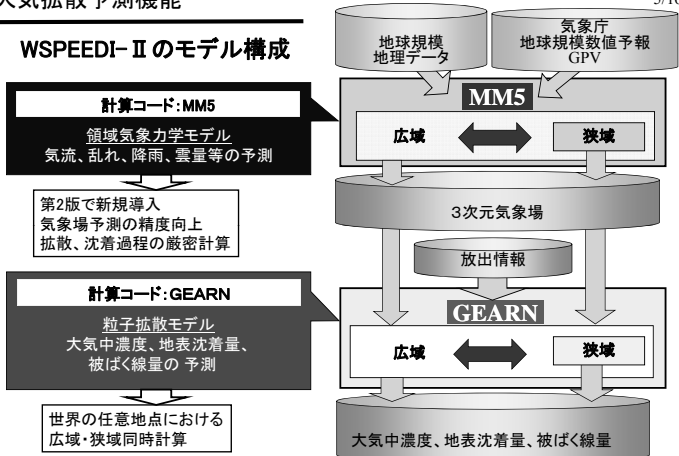 大気拡散予測機能
WSPEEDI-Ⅱのモデル構成
計算コード:MM5
領域気象力学モデル
気流、乱れ、降雨、雲量等の予測
第2版で新規導入
気象場予測の精度向上
拡散、沈着過程の厳密計算
計算コード:GEARN
粒子拡散モデル
大気中濃度、地表沈着量、
被ばく線量の 予測
世界の任意地点における
広域・狭域同時計算
地球規模
地理データ
気象庁
地球規模数値予報
GPV
MM5
広域
狭域
3次元気象場
放出情報
GEARN
広域
狭域
大気中濃度、地表沈着量、被ばく線量